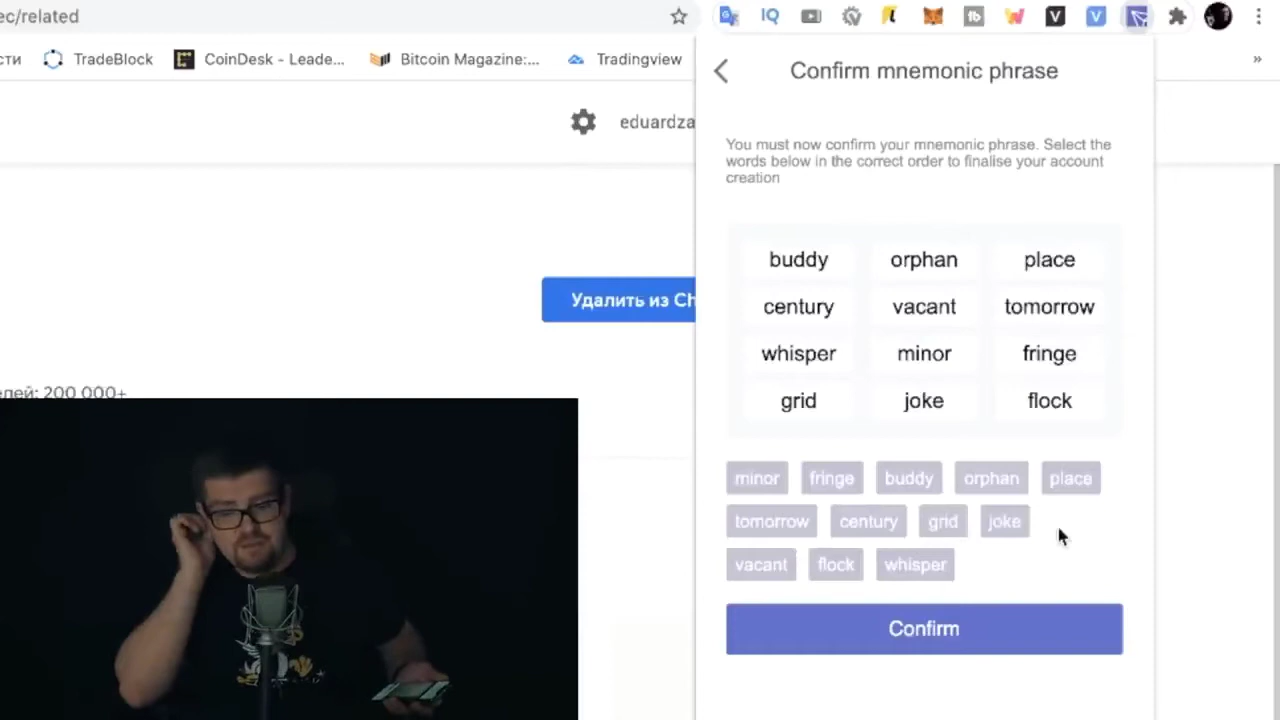 ec/related
сти TradeBlock CoinDesk - Leade... Bitcoin Magazine:... Tradingview »
Confirm mnemonic phrase
eduardza
You must now confirm your mnemonic phrase. Select the
words below in the correct order to finalise your account
creation
buddy orphan place
century vacant tomorrow
whisper minor fringe
grid joke flock
Удалить из Ch
елей: 200 000+
minor fringe buddy orphan place
tomorrow century grid joke
vacant flock whisper
Confirm